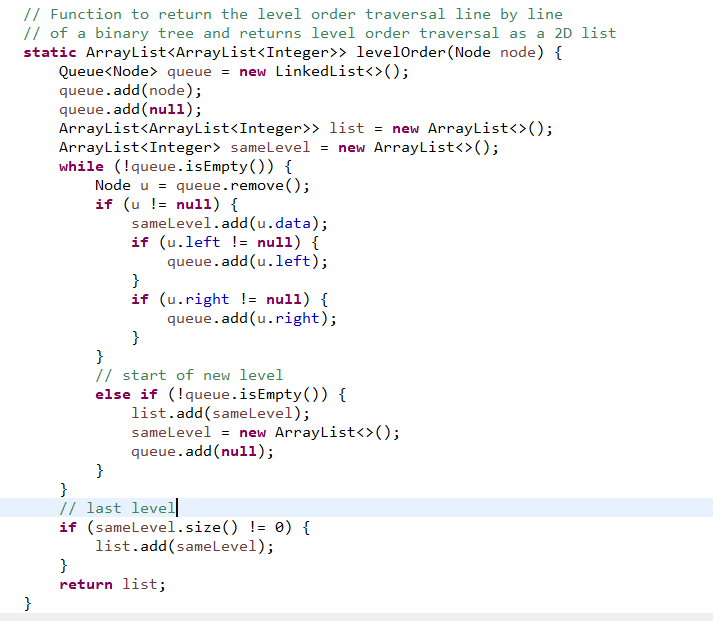 // Function to return the level order traversal line by line
// of a binary tree and returns level order traversal as a 2D list
static ArrayList<ArrayList<Integer>> levelOrder(Node node) {
    Queue<Node> queue = new LinkedList<>();
    queue.add(node);
    queue.add(null);
    ArrayList<ArrayList<Integer>> list = new ArrayList<>();
    ArrayList<Integer> sameLevel = new ArrayList<>();
    while (!queue.isEmpty()) {
        Node u = queue.remove();
        if (u != null) {
            sameLevel.add(u.data);
            if (u.left != null) {
                queue.add(u.left);
            }
            if (u.right != null) {
                queue.add(u.right);
            }
        }
        // start of new level
        else if (!queue.isEmpty()) {
            list.add(sameLevel);
            sameLevel = new ArrayList<>();
            queue.add(null);
        }
    }
    // last level
    if (sameLevel.size() != 0) {
        list.add(sameLevel);
    }
    return list;
}